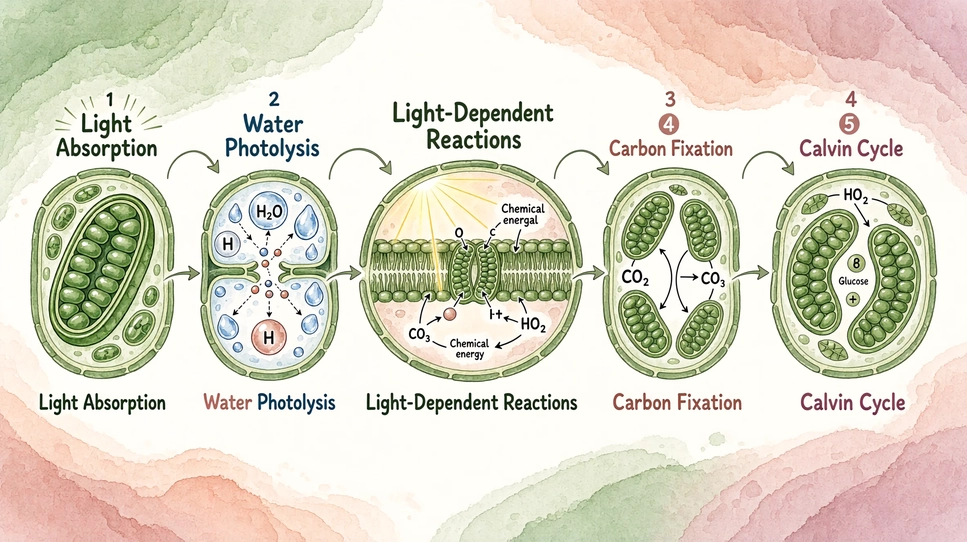 1
Light
Absorption
2
Water
Photolysis
Light-Dependent
Reactions
3
4
Carbon Fixation
4
5
Calvin Cycle
H₂O
H
H
Chemical
energal
O
c
CO₃
HO₂
Chemical
energy
CO₂
CO₃
HO₂
8
Glucose
+
Light Absorption
Water Photolysis
Light-Dependent Reactions
Carbon Fixation
Calvin Cycle